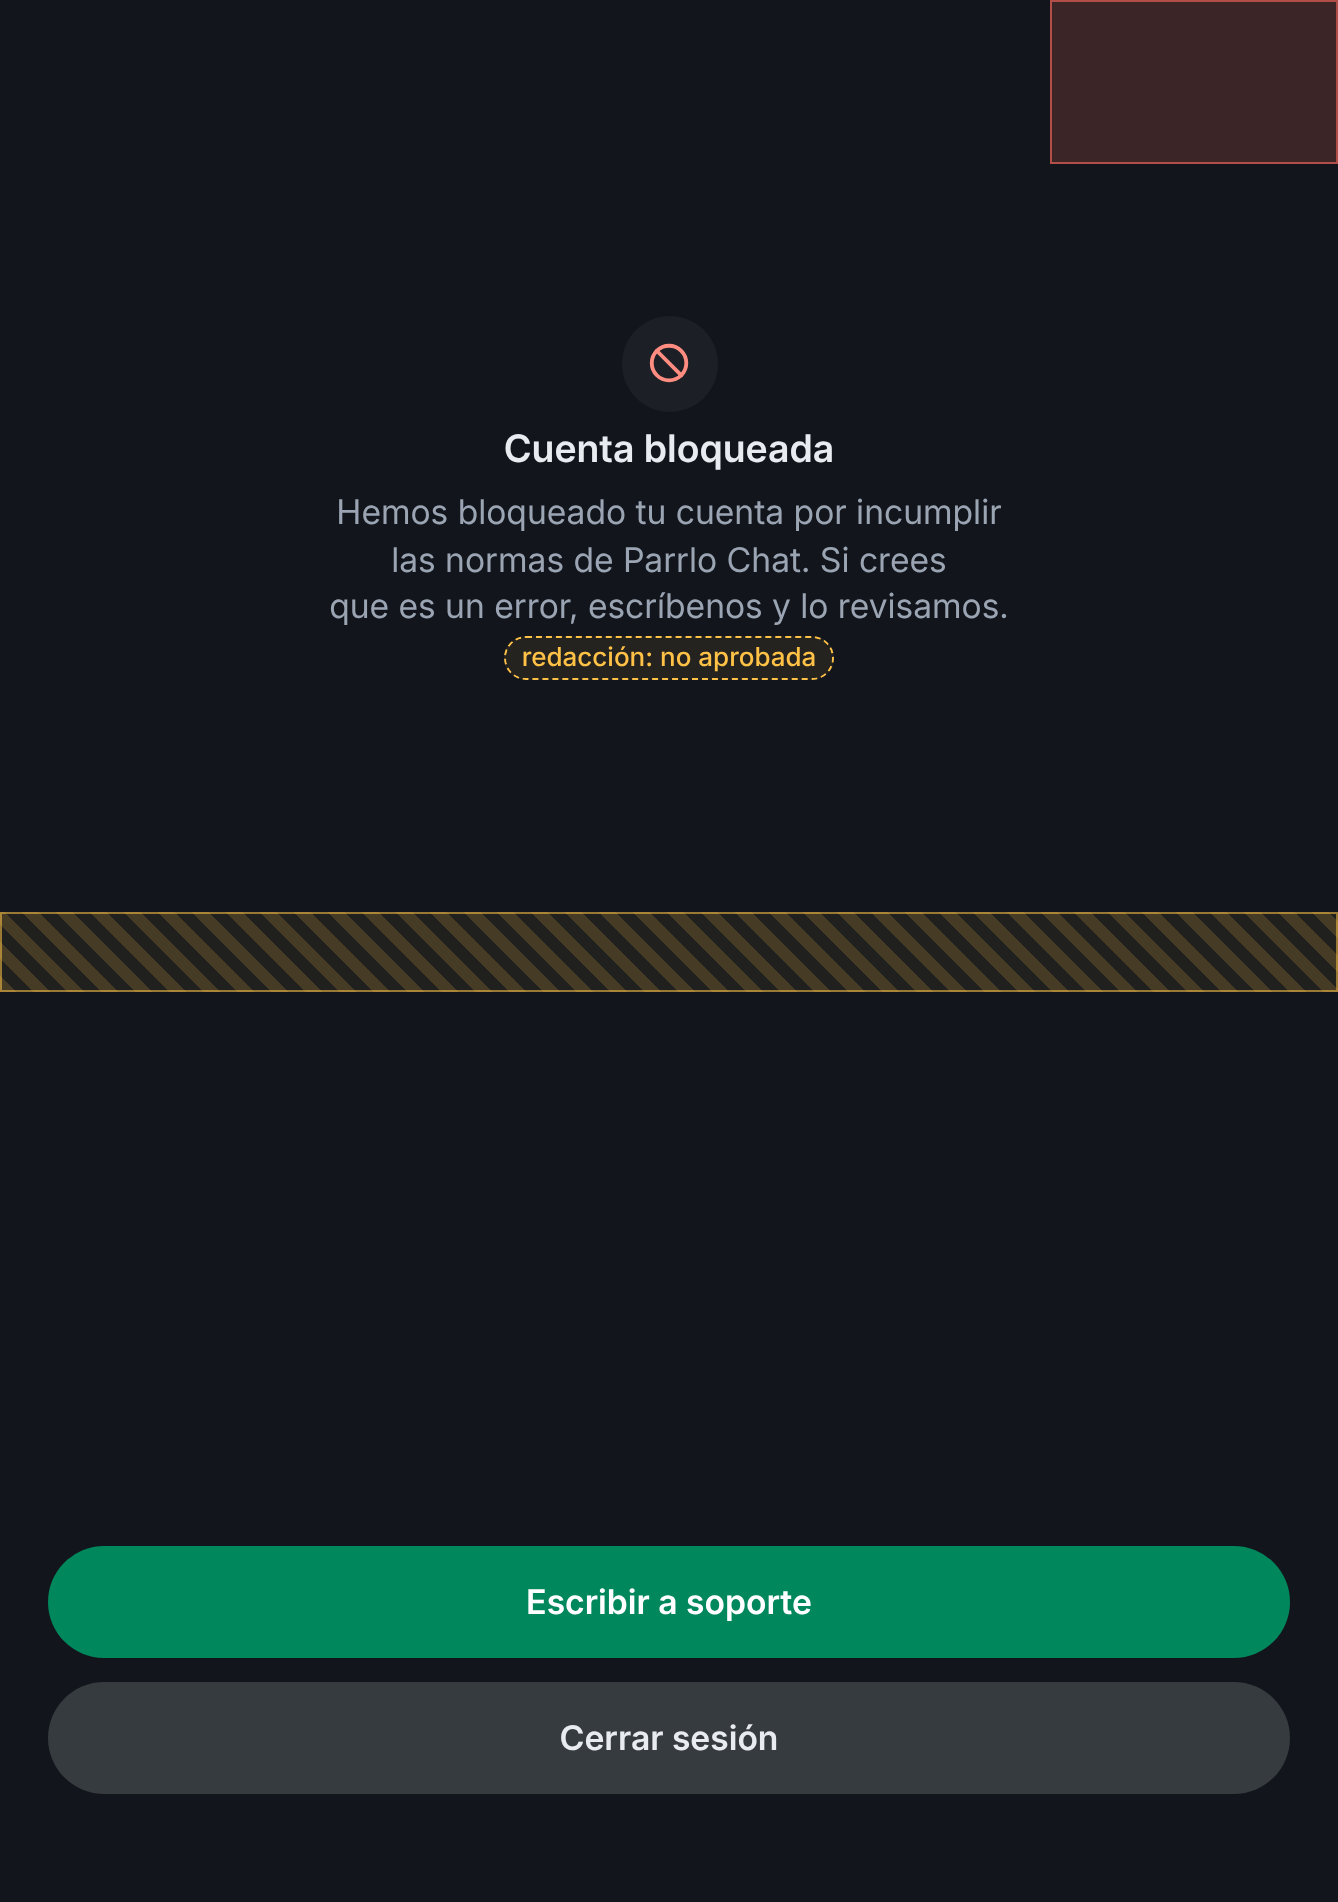 Cuenta bloqueada
Hemos bloqueado tu cuenta por incumplir
las normas de Parrlo Chat. Si crees
que es un error, escríbenos y lo revisamos.
redacción: no aprobada
Escribir a soporte
Cerrar sesión